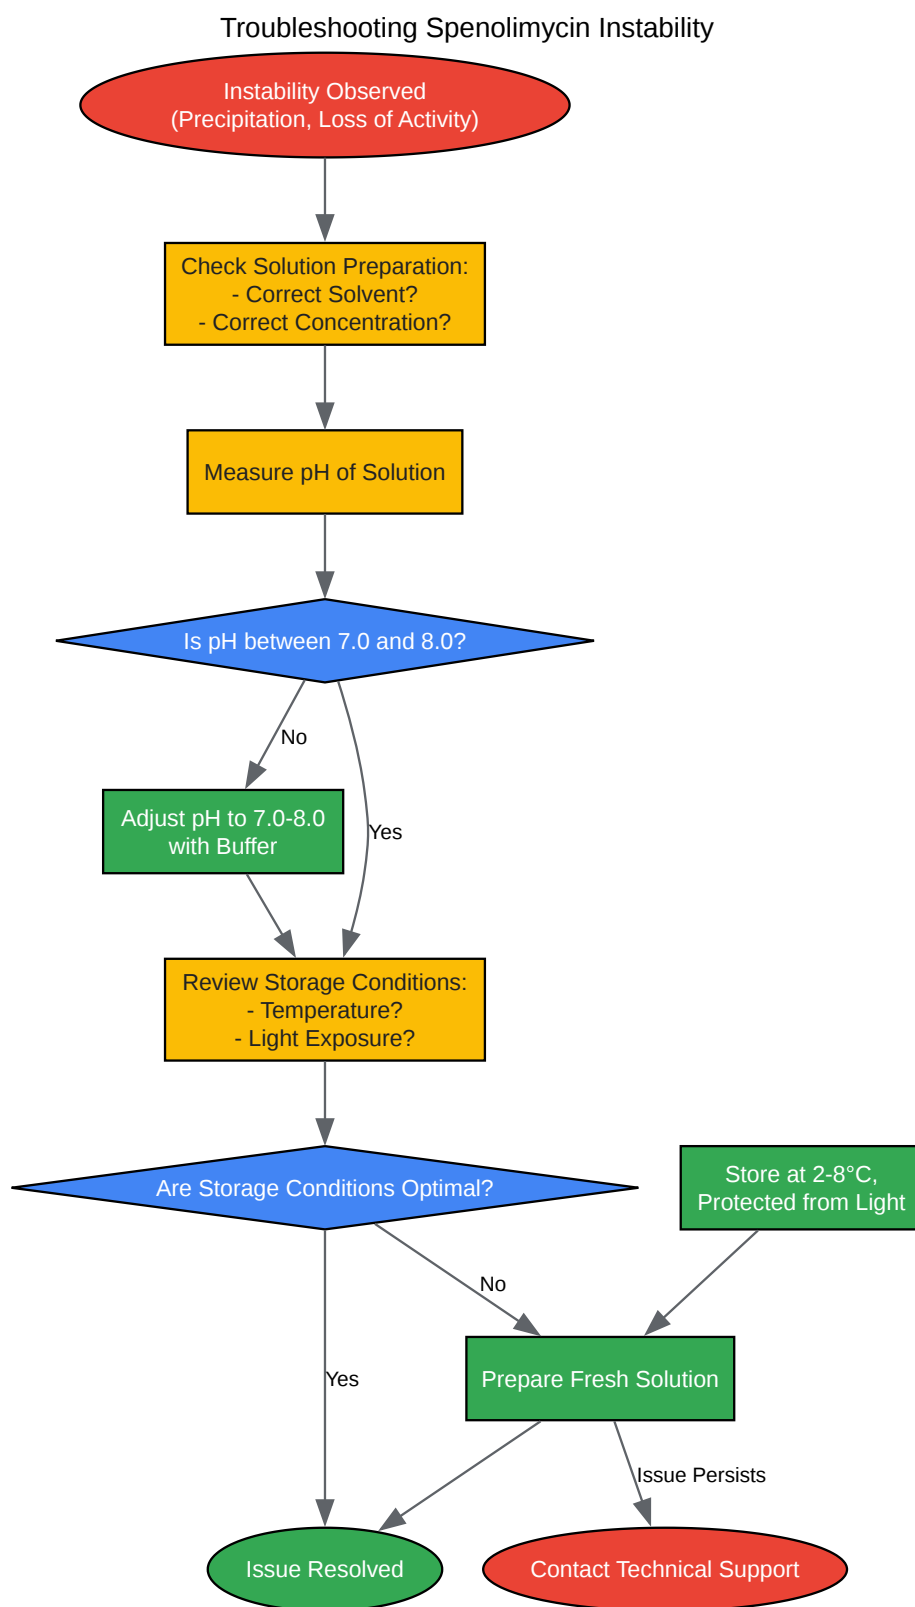 Troubleshooting Spenolimycin Instability
Instability Observed
(Precipitation, Loss of Activity)
Check Solution Preparation:
- Correct Solvent?
- Correct Concentration?
Measure pH of Solution
Is pH between 7.0 and 8.0?
No
Adjust pH to 7.0-8.0
with Buffer
Yes
Review Storage Conditions:
- Temperature?
- Light Exposure?
Are Storage Conditions Optimal?
Store at 2-8°C,
Protected from Light
No
Yes
Prepare Fresh Solution
Issue Persists
Issue Resolved
Contact Technical Support